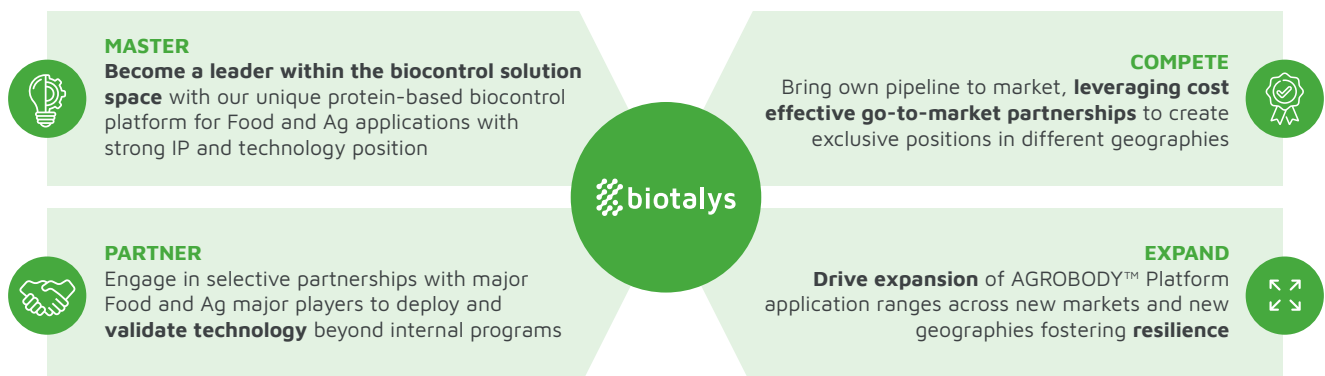 MASTER
Become a leader within the biocontrol solution
space with our unique protein-based biocontrol
platform for Food and Ag applications with
strong IP and technology position
COMPETE
Bring own pipeline to market, leveraging cost
effective go-to-market partnerships to create
exclusive positions in different geographies
biotalys
PARTNER
Engage in selective partnerships with major
Food and Ag major players to deploy and
validate technology beyond internal programs
EXPAND
Drive expansion of AGROBODY™ Platform
application ranges across new markets and new
geographies fostering resilience